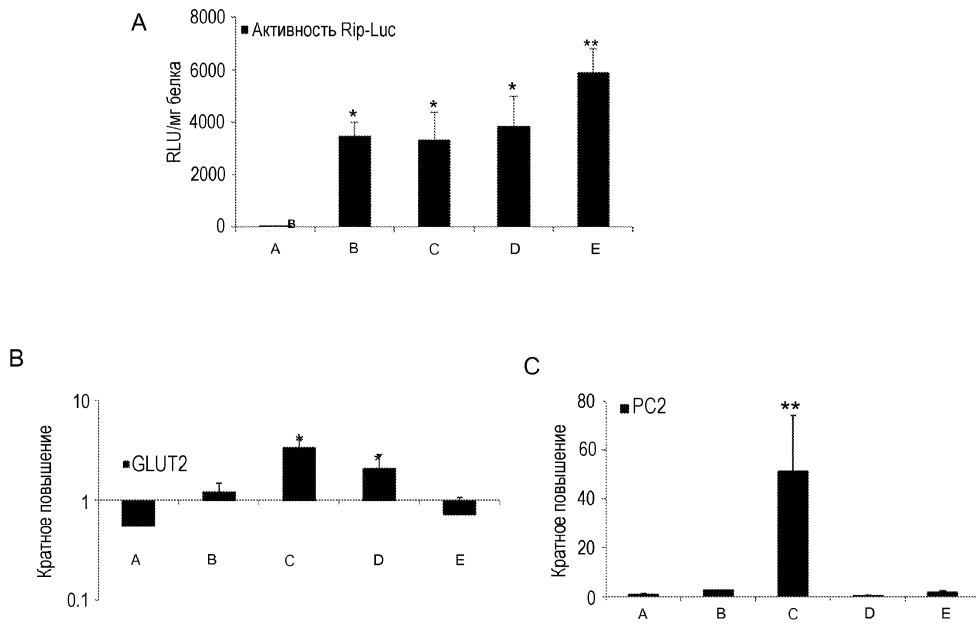 A
8000
■ Активность Rip-Luc
6000
4000
2000
0
RLU/мг белка
*
*
*
**
B
A B C D E
B
10
1
0.1
Кратное повышение
■ GLUT2
*
*
A B C D E
C
80
60
40
20
0
Кратное повышение
■ PC2
**
A B C D E